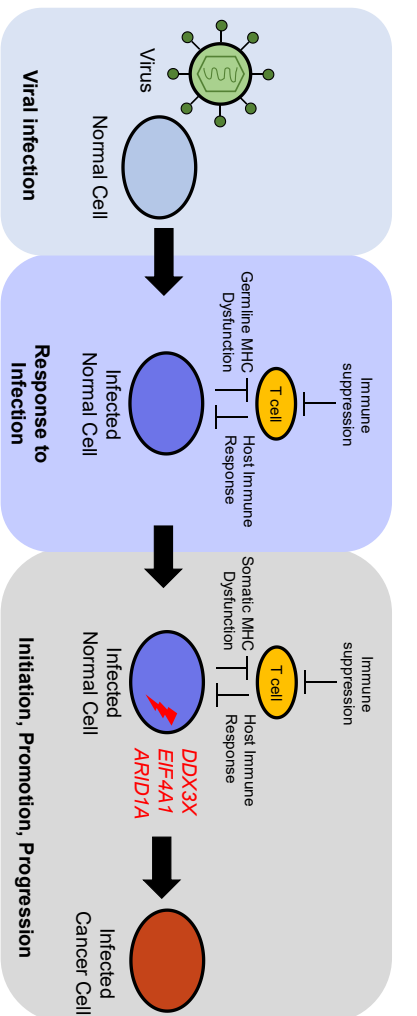 Virus
Normal Cell
Viral infection
Immune
suppression
T cell
Germline MHC
Dysfunction
Host Immune
Response
Infected
Normal Cell
Response to
Infection
Immune
suppression
T cell
Somatic MHC
Dysfunction
Host Immune
Response
Infected
Normal Cell
DDX3X
EIF4A1
ARID1A
Infected
Cancer Cell
Initiation, Promotion, Progression